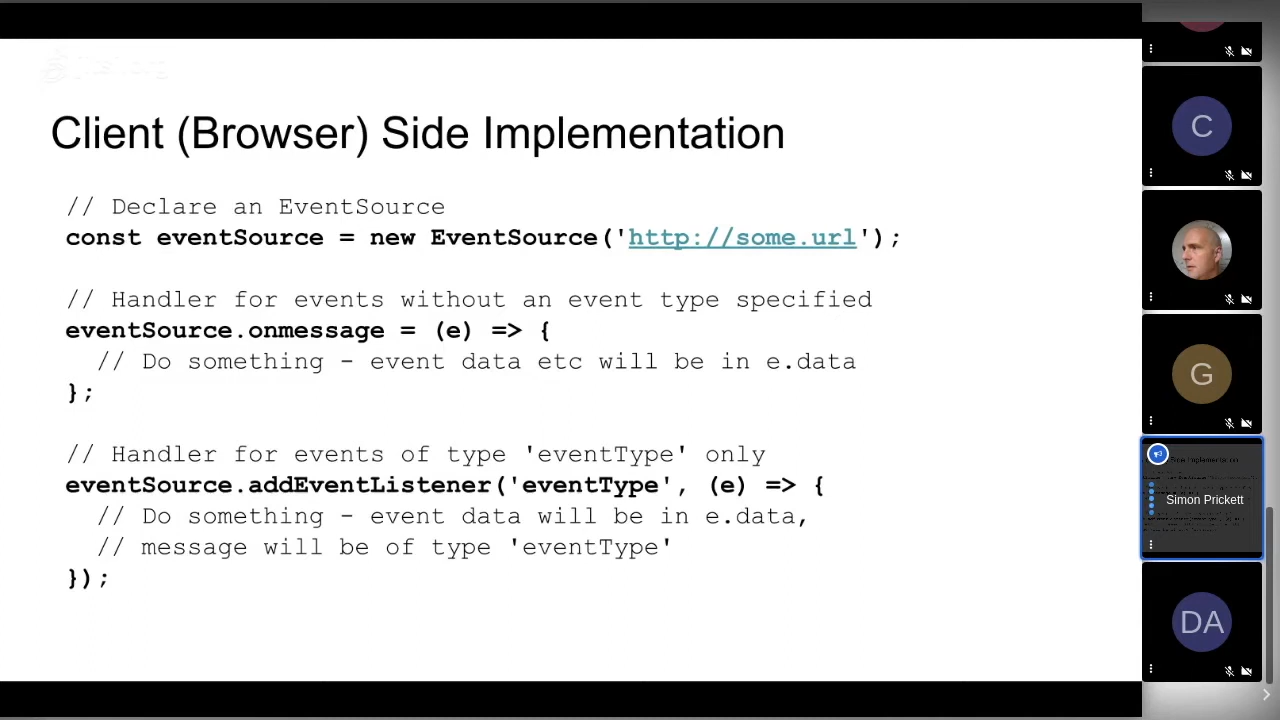 Client (Browser) Side Implementation
// Declare an EventSource
const eventSource = new EventSource('http://some.url');
// Handler for events without an event type specified
eventSource.onmessage = (e) => {
// Do something - event data etc will be in e.data
};
// Handler for events of type 'eventType' only
eventSource.addEventListener('eventType', (e) => {
// Do something - event data will be in e.data,
// message will be of type 'eventType'
});
C
G
Simon Prickett
DA